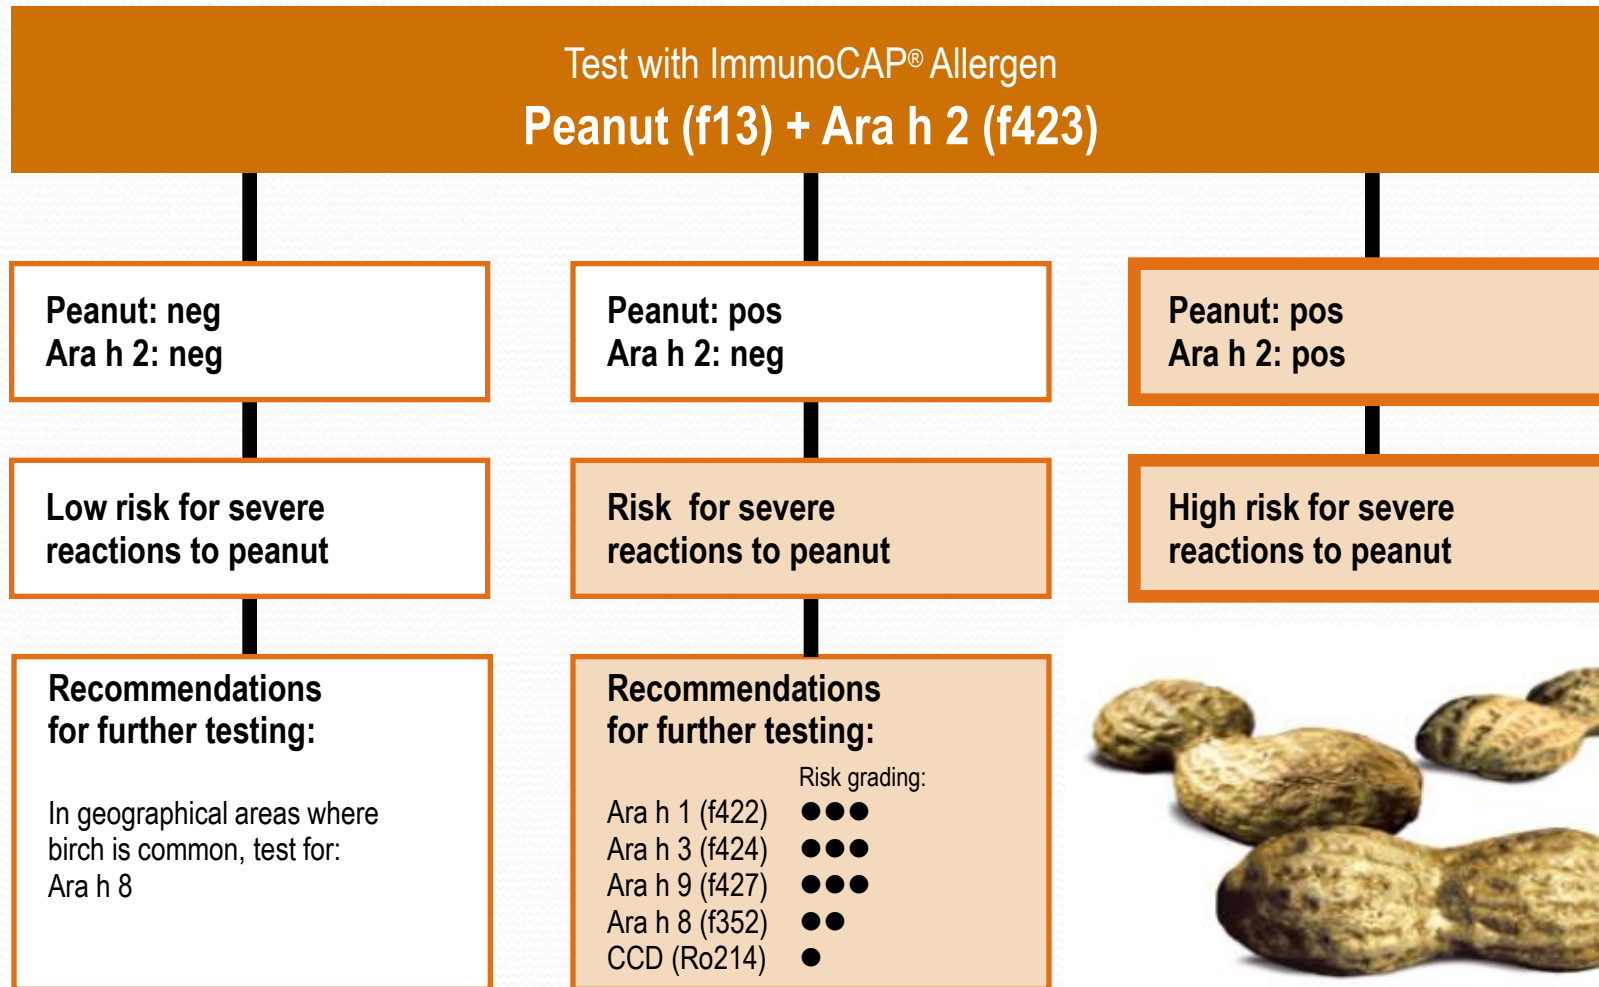 Test with ImmunoCAP® Allergen
Peanut (f13) + Ara h 2 (f423)
Peanut: neg
Ara h 2: neg
Low risk for severe
reactions to peanut
Recommendations
for further testing:
In geographical areas where
birch is common, test for:
Ara h 8
Peanut: pos
Ara h 2: neg
Risk for severe
reactions to peanut
Recommendations
for further testing:
Risk grading:
Ara h 1 (f422) ●●●
Ara h 3 (f424) ●●●
Ara h 9 (f427) ●●●
Ara h 8 (f352) ●●
CCD (Ro214) ●
Peanut: pos
Ara h 2: pos
High risk for severe
reactions to peanut